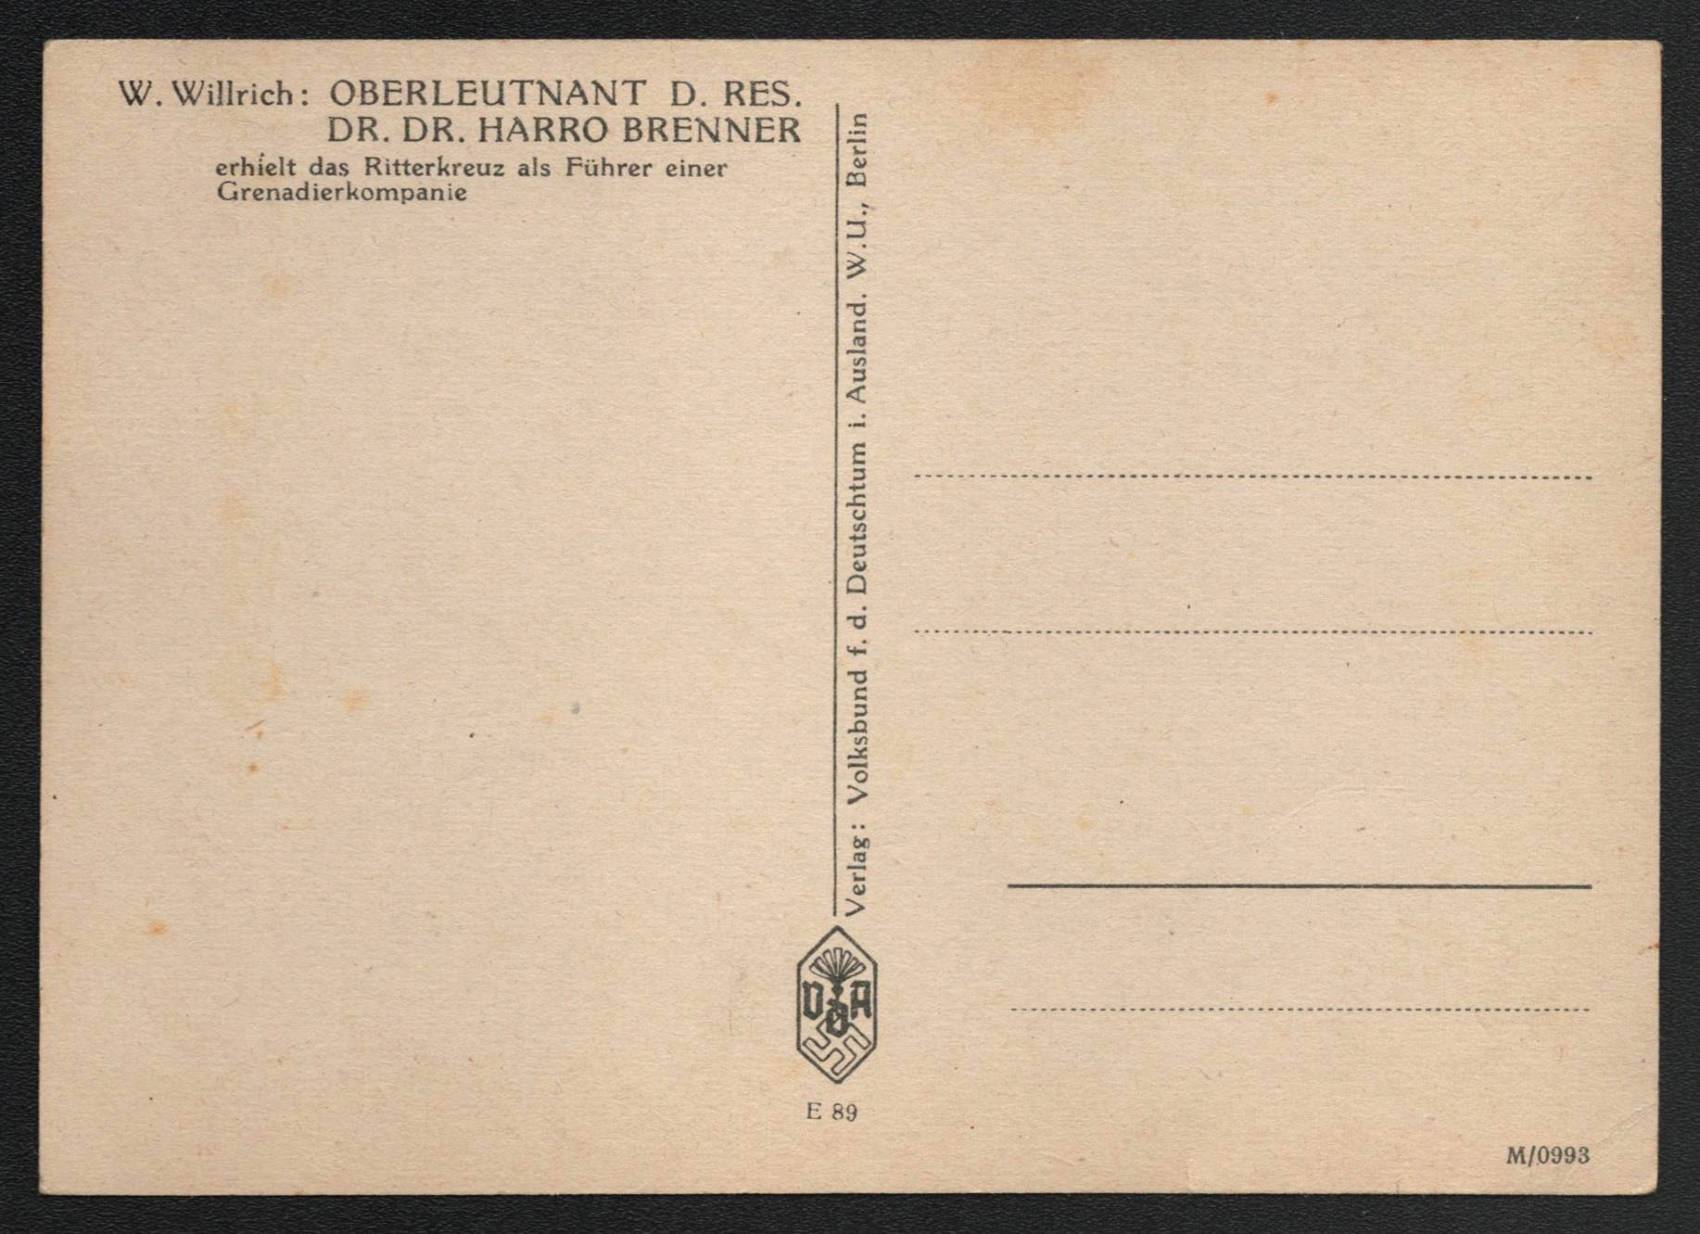 W. Willrich: OBERLEUTNANT D. RES.
DR. DR. HARRO BRENNER
erhielt das Ritterkreuz als Führer einer
Grenadierkompanie
Verlag: Volksbund f. d. Deutschtum i. Ausland. W.U., Berlin
VDA
E 89
M/0993